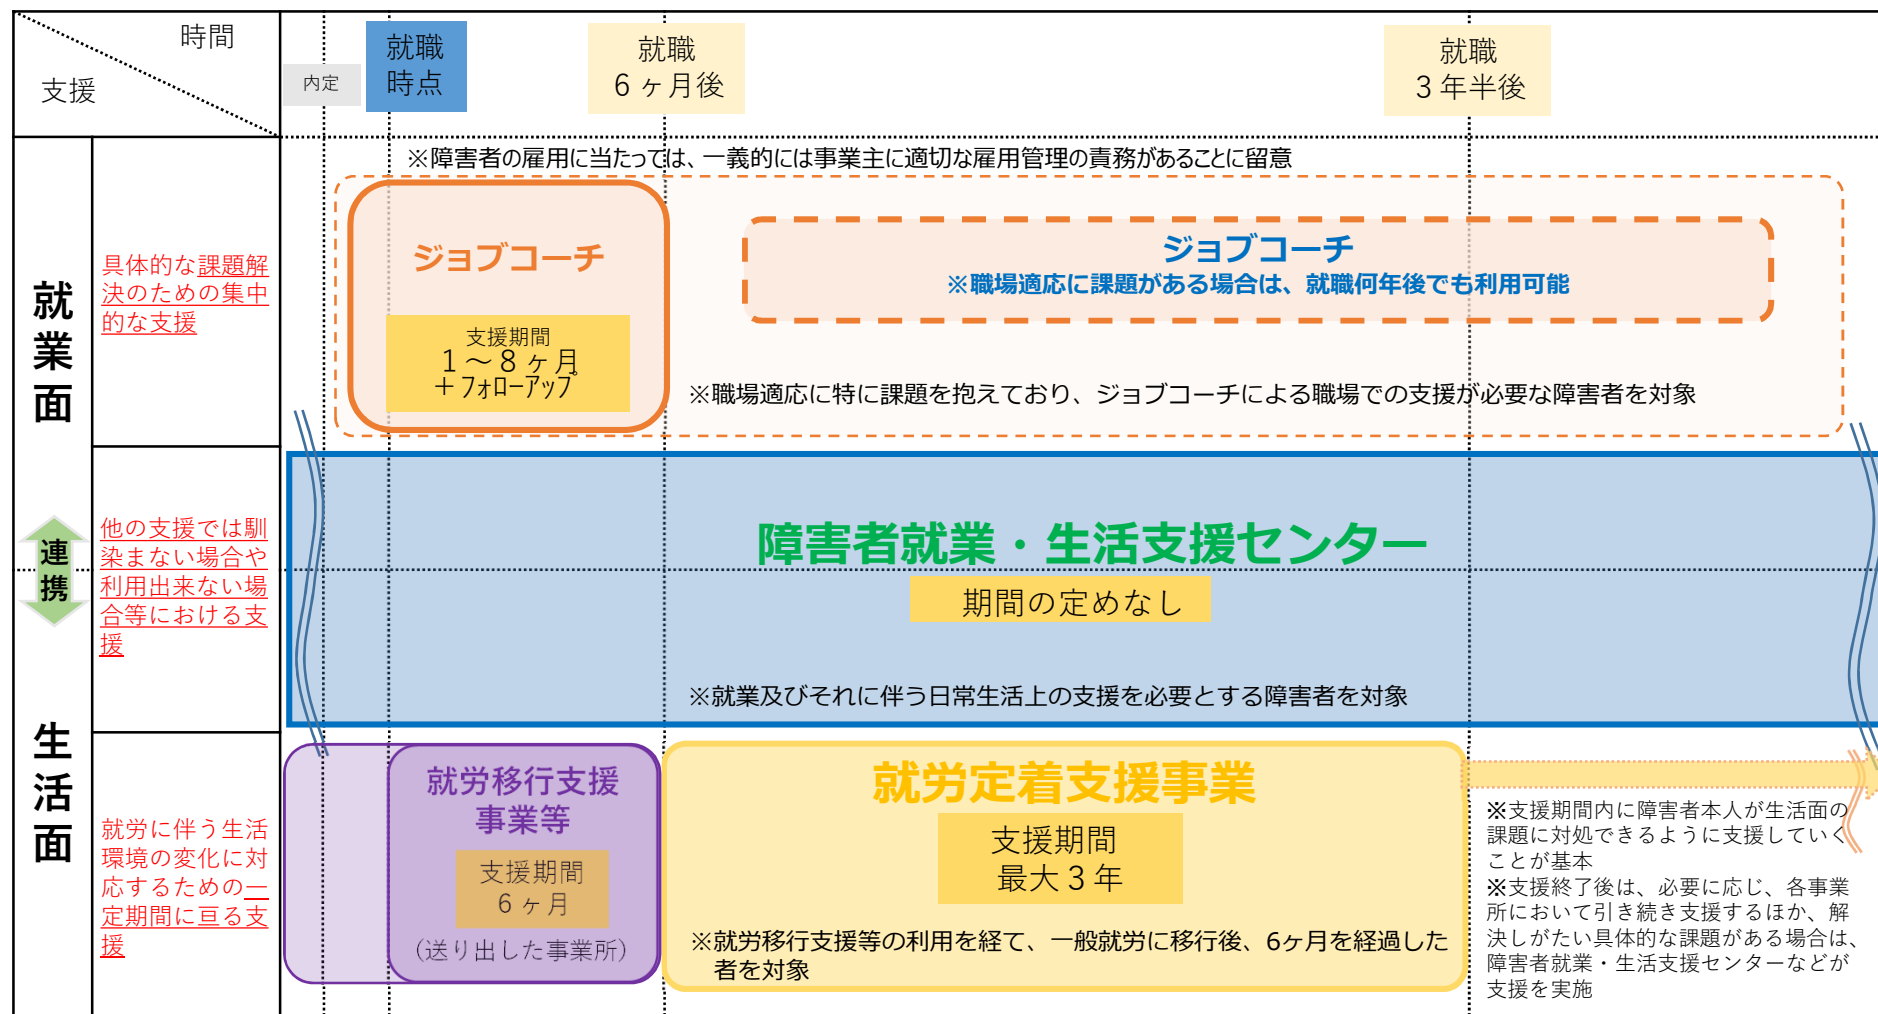 時間
支援
内定
就職
時点
就職
６ヶ月後
就職
３年半後
※障害者の雇用に当たっては、一義的には事業主に適切な雇用管理の責務があることに留意
就業面
連携
生活面
具体的な課題解
決のための集中
的な支援
ジョブコーチ
支援期間
１～８ヶ月
＋フォローアップ
ジョブコーチ
※職場適応に課題がある場合は、就職何年後でも利用可能
※職場適応に特に課題を抱えており、ジョブコーチによる職場での支援が必要な障害者を対象
他の支援では馴
染まない場合や
利用出来ない場
合等における支
援
障害者就業・生活支援センター
期間の定めなし
※就業及びそれに伴う日常生活上の支援を必要とする障害者を対象
就労に伴う生活
環境の変化に対
応するための一
定期間に亘る支
援
就労移行支援
事業等
支援期間
６ヶ月
（送り出した事業所）
就労定着支援事業
支援期間
最大３年
※就労移行支援等の利用を経て、一般就労に移行後、6ヶ月を経過した
者を対象
※支援期間内に障害者本人が生活面の
課題に対処できるように支援していく
ことが基本
※支援終了後は、必要に応じ、各事業
所において引き続き支援するほか、解
決しがたい具体的な課題がある場合は、
障害者就業・生活支援センターなどが
支援を実施